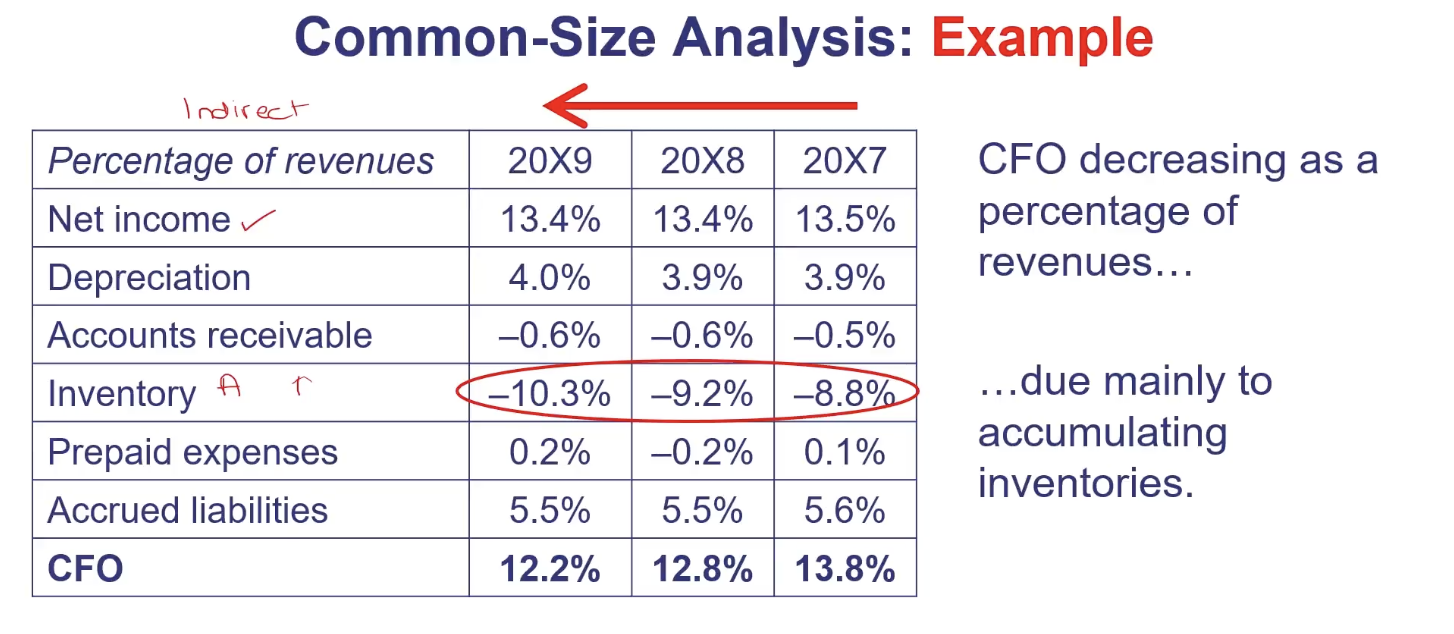 Common-Size Analysis: Example
Indirect
Percentage of revenues 20X9 20X8 20X7
Net income ✓ 13.4% 13.4% 13.5%
Depreciation 4.0% 3.9% 3.9%
Accounts receivable –0.6% –0.6% –0.5%
Inventory A ↑ –10.3% –9.2% –8.8%
Prepaid expenses 0.2% –0.2% 0.1%
Accrued liabilities 5.5% 5.5% 5.6%
CFO 12.2% 12.8% 13.8%
CFO decreasing as a
percentage of
revenues…
…due mainly to
accumulating
inventories.